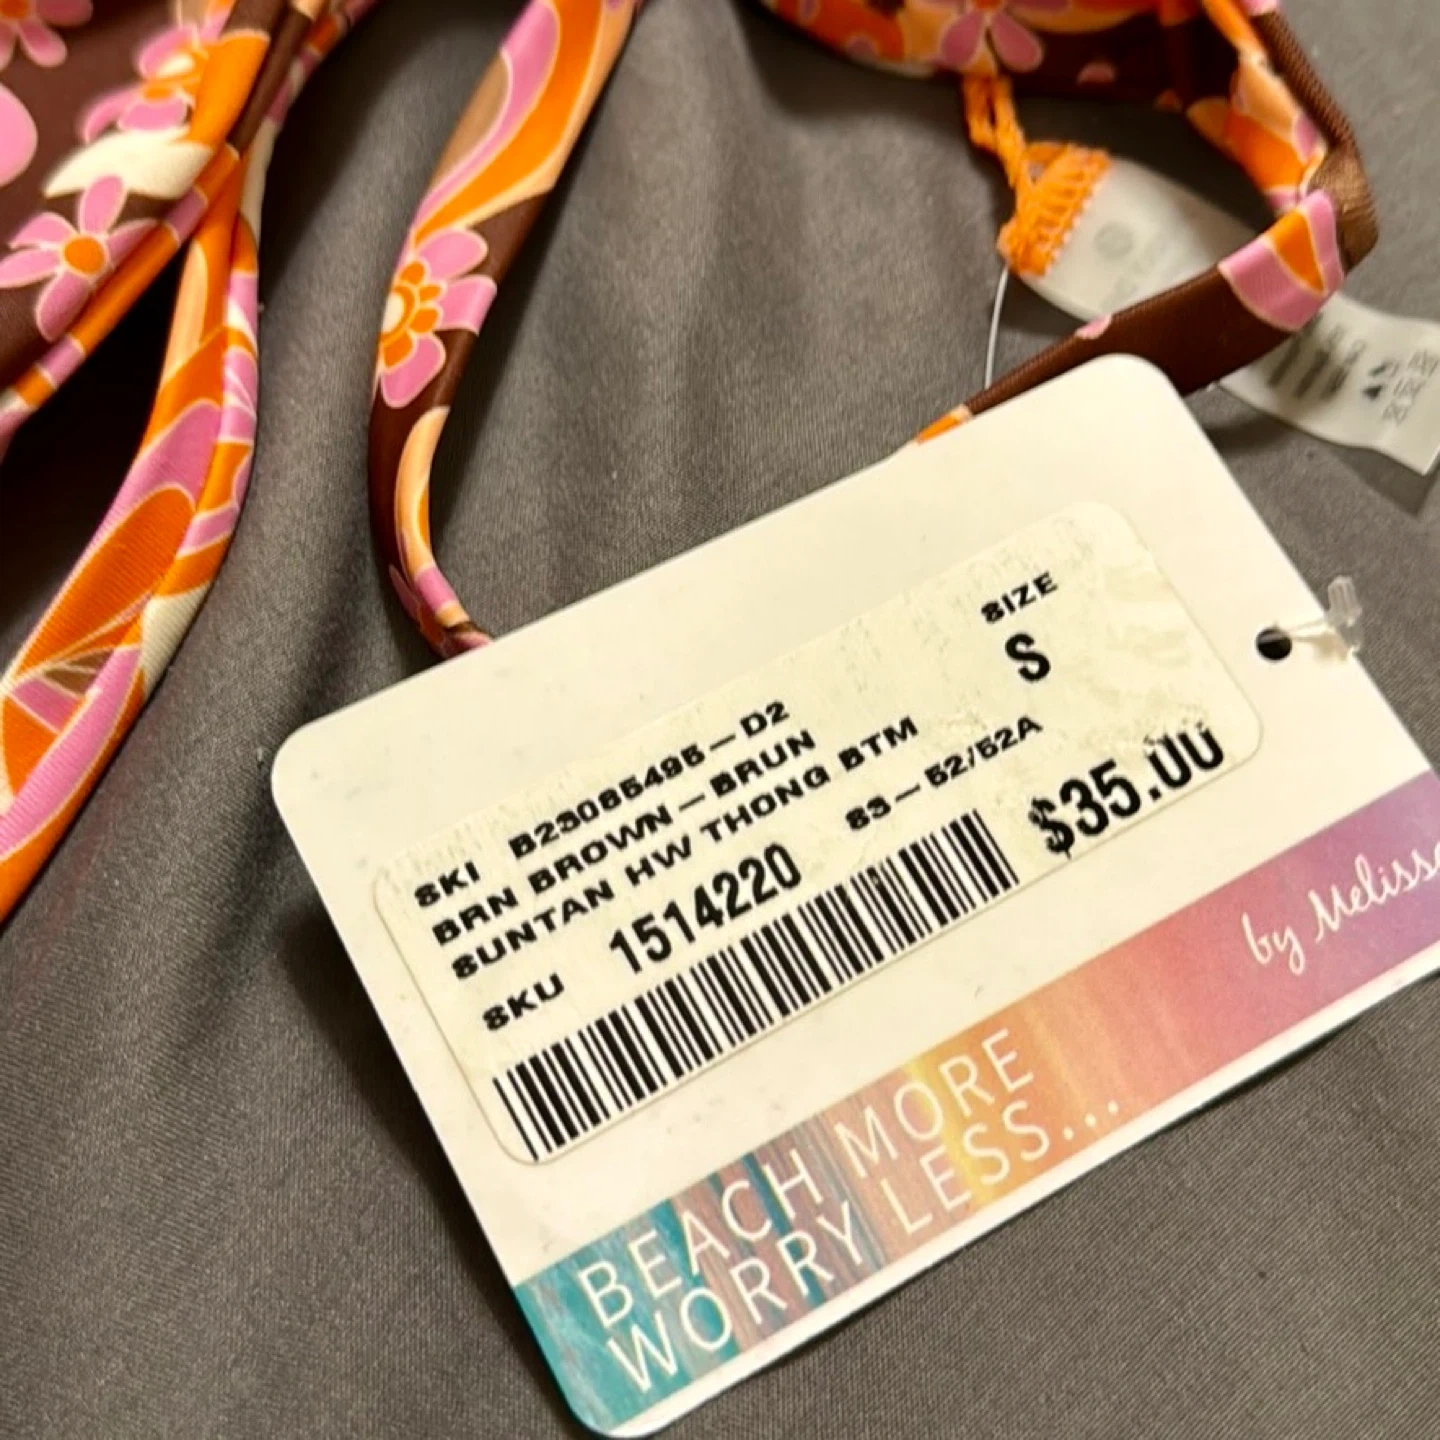 SIZE
S
SKI B23085495-D2
BRN BROWN-BRUN
SUNTAN HW THONG BTM
SKU 1514220
83-52/52A
$35.00
by Melissa
BEACH MORE
WORRY LESS...